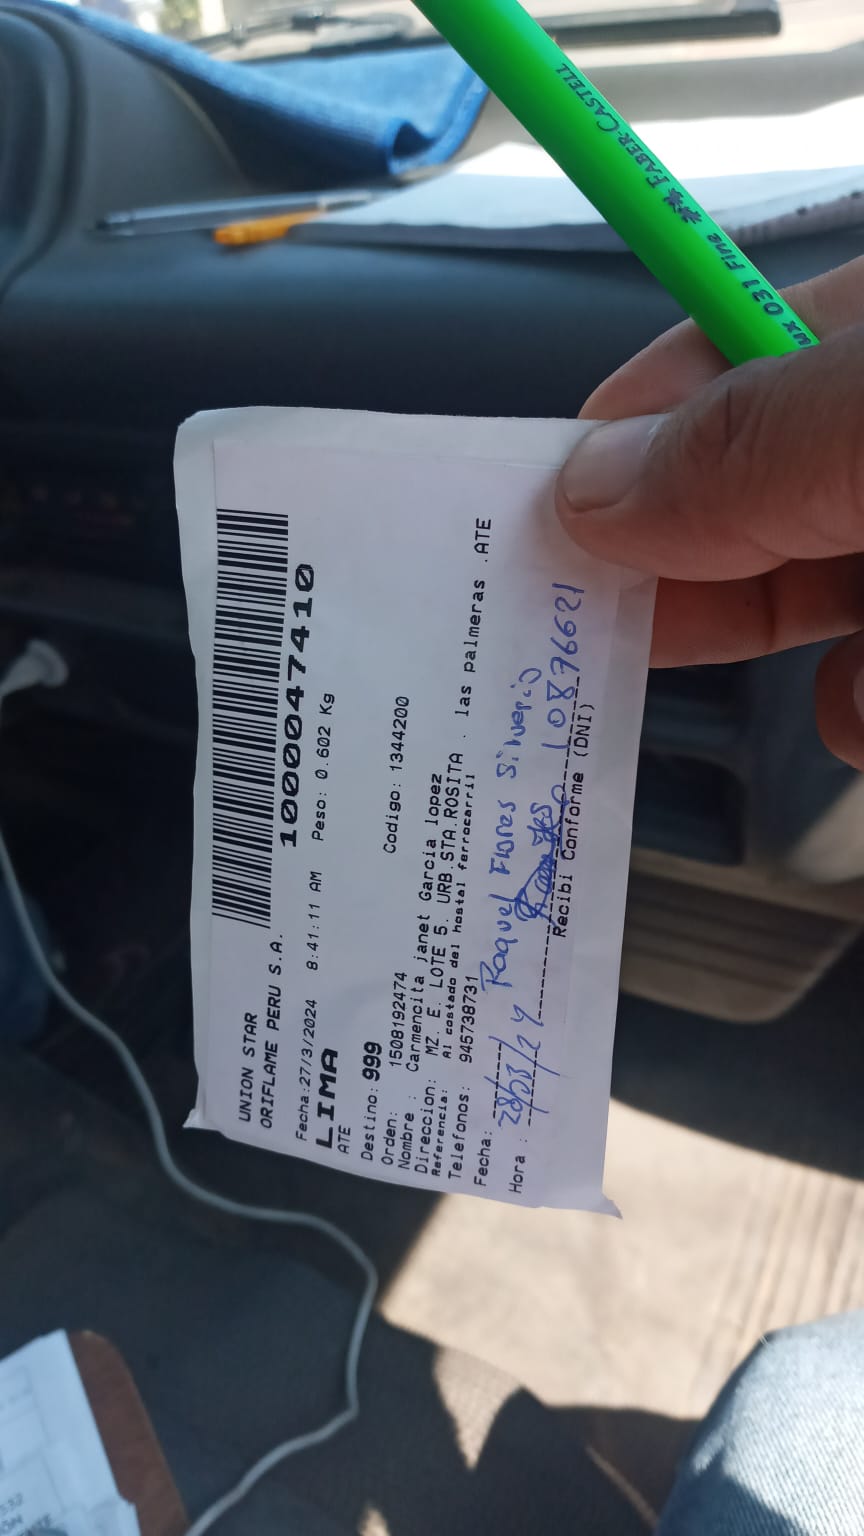 FABER-CASTELL
ux 031 Fine
UNION STAR
ORIFLAME PERU S.A.
10000047410
Fecha:27/3/2024 8:41:11 AM Peso: 0.602 Kg
LIMA
ATE
Destino: 999
Orden: 1508192474 Codigo: 1344200
Nombre : Carmencita janet Garcia lopez
Direccion: MZ. E. LOTE 5. URB.STA.ROSITA . las palmeras .ATE
Referencia: Al costado del hostal ferrocarril
Telefonos: 945738731
Fecha: 28/03/24 Raquel Flores Silverio
Hora : 10876621
Recibi Conforme (DNI)